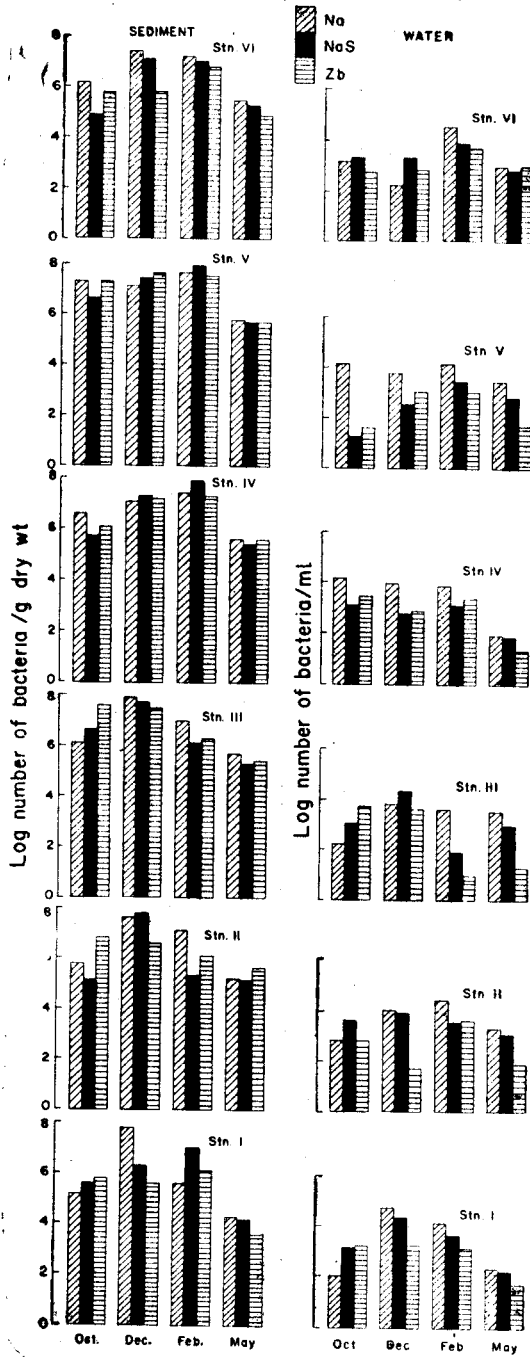 SEDIMENT
WATER
Na
NaS
Zb
Log number of bacteria /g dry wt
Log number of bacteria/ml
Stn. VI
8
6
4
2
0
Stn. VI
Stn. V
8
6
4
2
0
Stn V
Stn. IV
8
6
4
2
0
Stn IV
Stn. III
8
6
4
2
0
Stn. III
Stn. II
8
6
4
2
0
Stn. II
Stn. I
8
6
4
2
0
Stn. I
Oct. Dec. Feb. May
Oct Dec Feb May